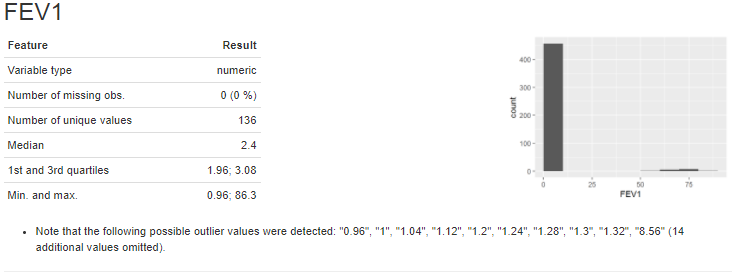 FEV1
Feature Result
Variable type numeric
Number of missing obs. 0 (0 %)
Number of unique values 136
Median 2.4
1st and 3rd quartiles 1.96; 3.08
Min. and max. 0.96; 86.3
400
300
200
100
0
count
0 25 50 75
FEV1
• Note that the following possible outlier values were detected: "0.96", "1", "1.04", "1.12", "1.2", "1.24", "1.28", "1.3", "1.32", "8.56" (14
additional values omitted).